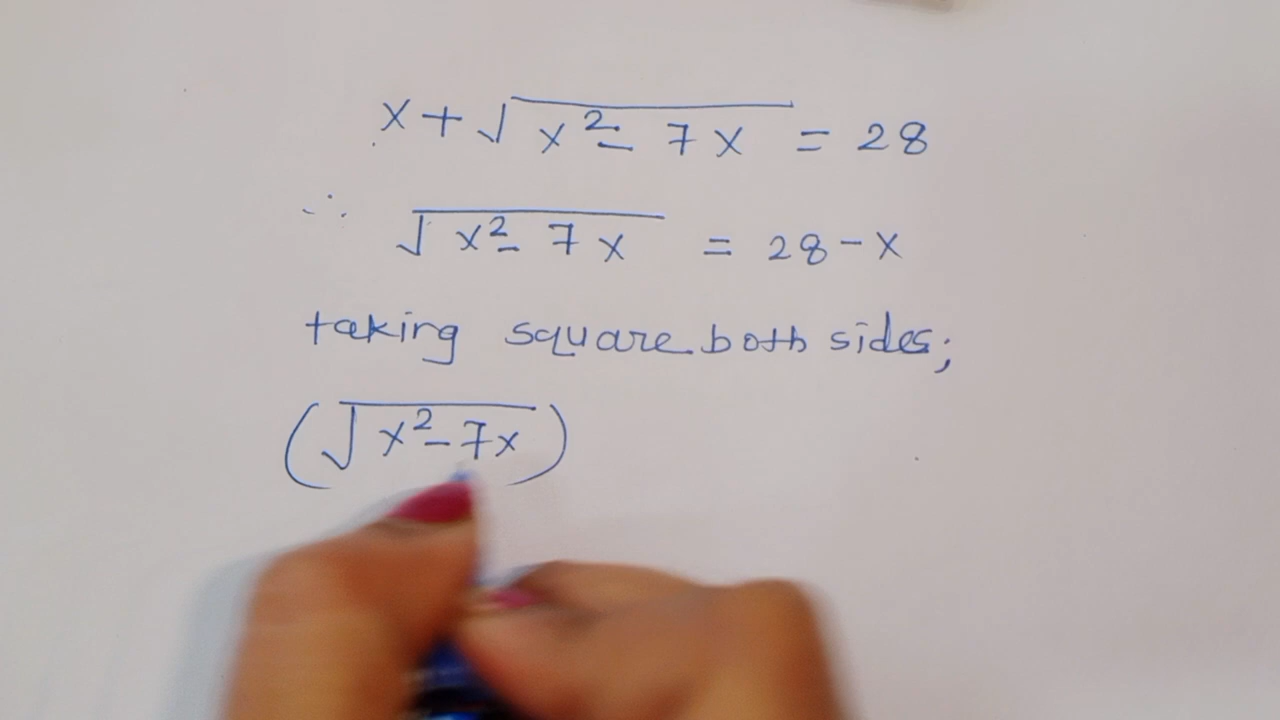 x + √(x² - 7x) = 28
∴ √(x² - 7x) = 28 - x
taking square both sides;
(√(x² - 7x))